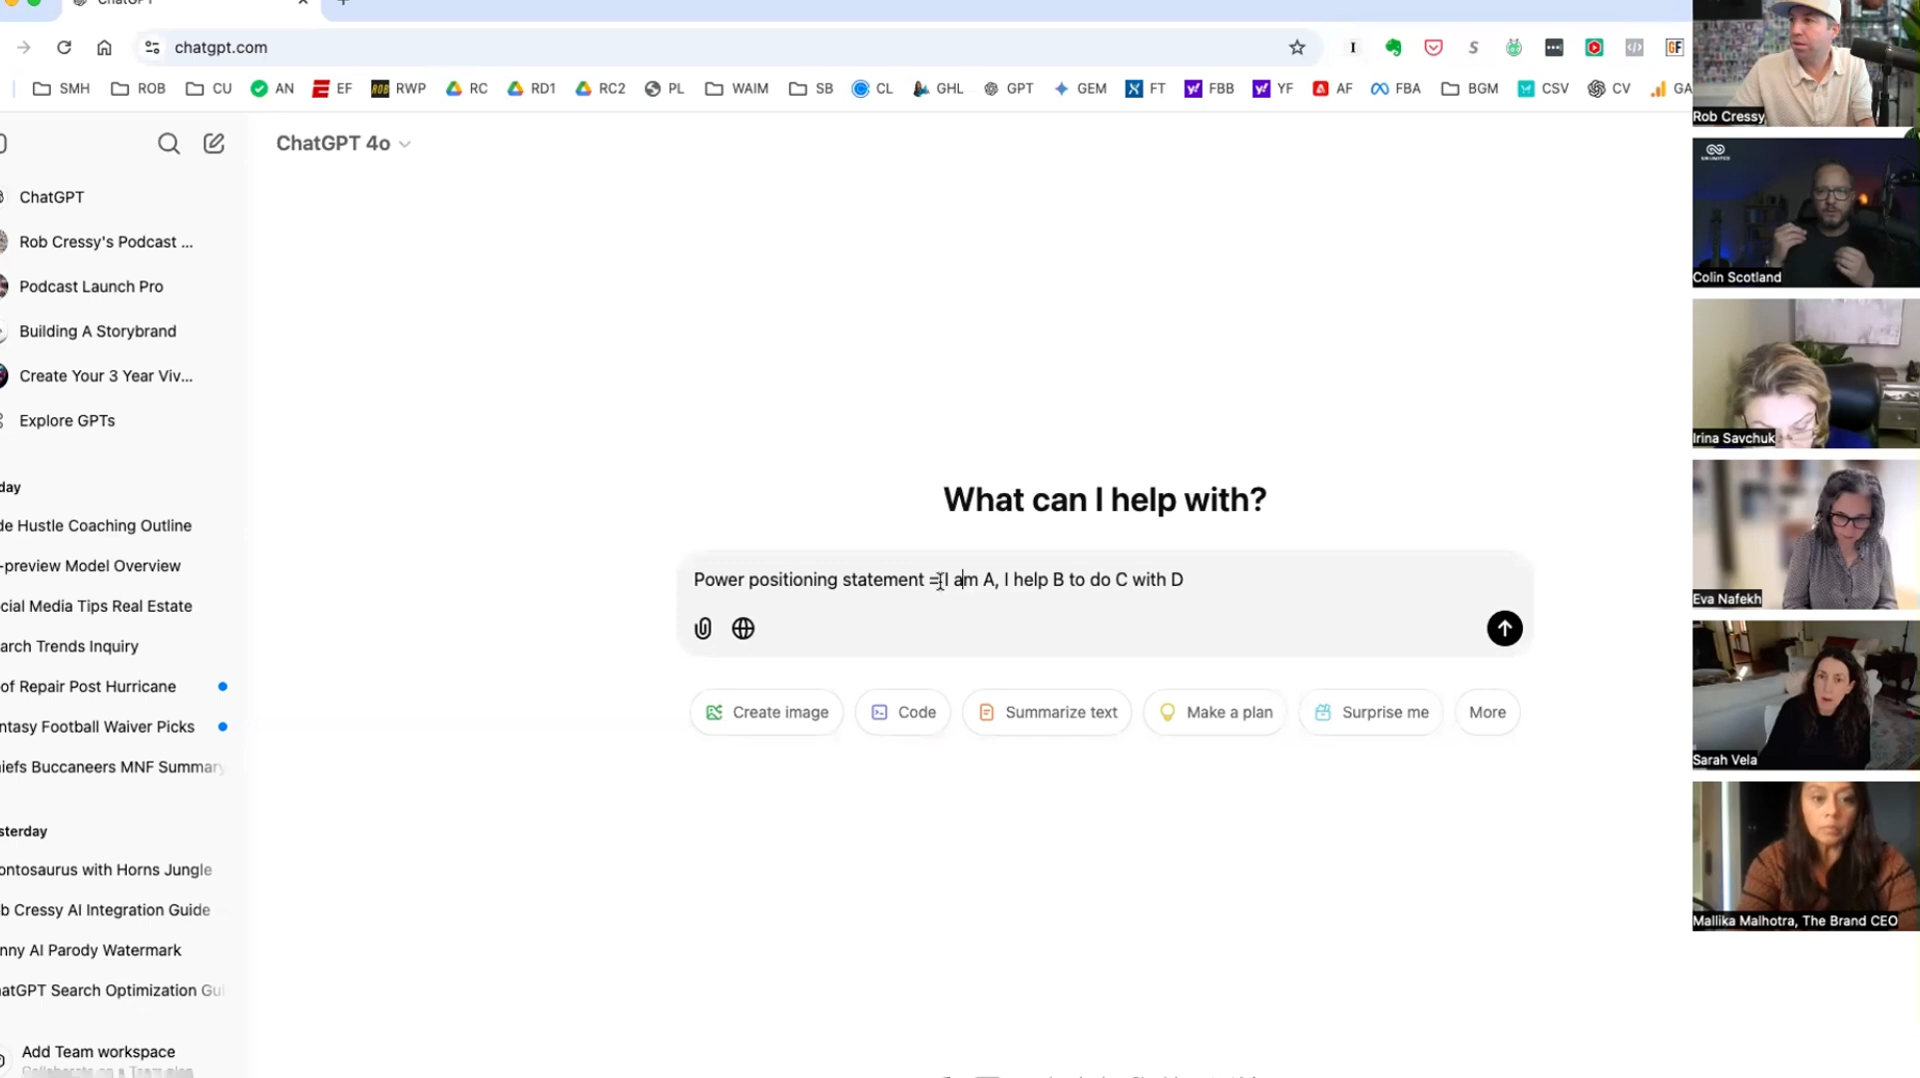 ChatGPT
chatgpt.com
SMH ROB CU AN EF RWP RC RD1 RC2 PL WAIM SB CL GHL GPT GEM FT FBB YF AF FBA BGM CSV CV GA
ChatGPT 4o
ChatGPT
Rob Cressy's Podcast ...
Podcast Launch Pro
Building A Storybrand
Create Your 3 Year Viv...
Explore GPTs
day
de Hustle Coaching Outline
-preview Model Overview
cial Media Tips Real Estate
arch Trends Inquiry
of Repair Post Hurricane
ntasy Football Waiver Picks
iefs Buccaneers MNF Summary
sterday
ontosaurus with Horns Jungle
b Cressy AI Integration Guide
nny AI Parody Watermark
atGPT Search Optimization Gui
Add Team workspace
What can I help with?
Power positioning statement = I am A, I help B to do C with D
Create image
Code
Summarize text
Make a plan
Surprise me
More
Rob Cressy
Colin Scotland
Irina Savchuk
Eva Nafekh
Sarah Vela
Mallika Malhotra, The Brand CEO